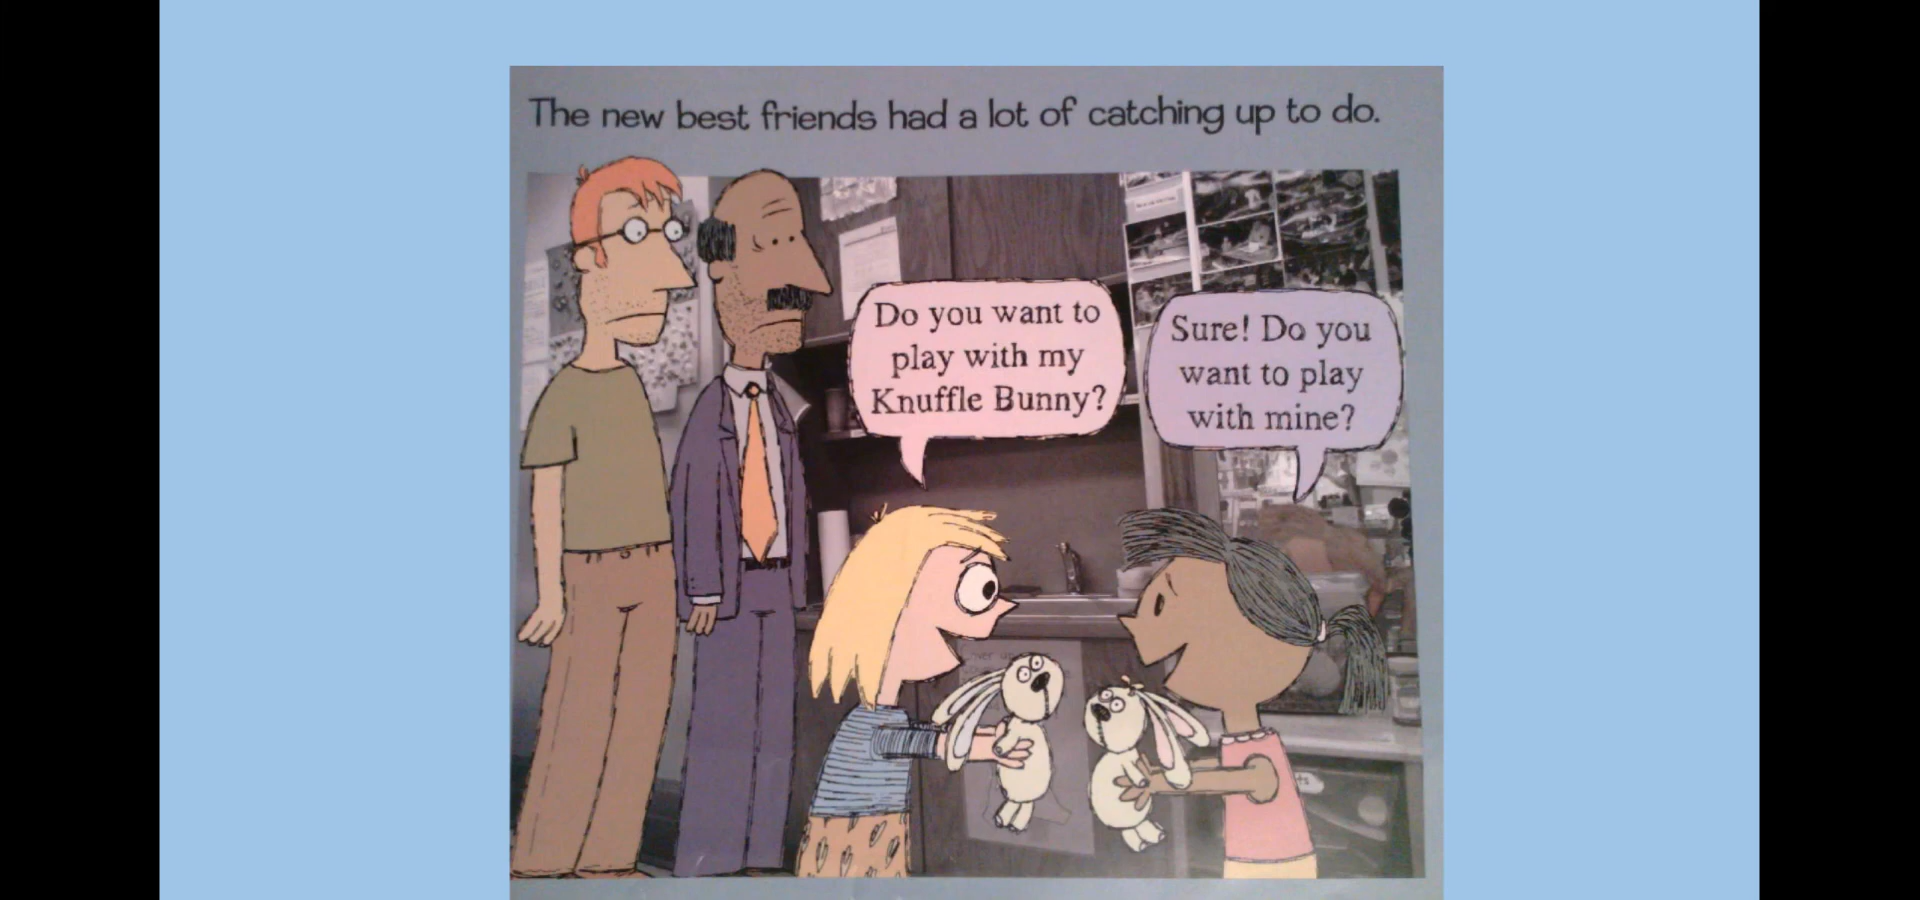 The new best friends had a lot of catching up to do.
Do you want to
play with my
Knuffle Bunny?
Sure! Do you
want to play
with mine?